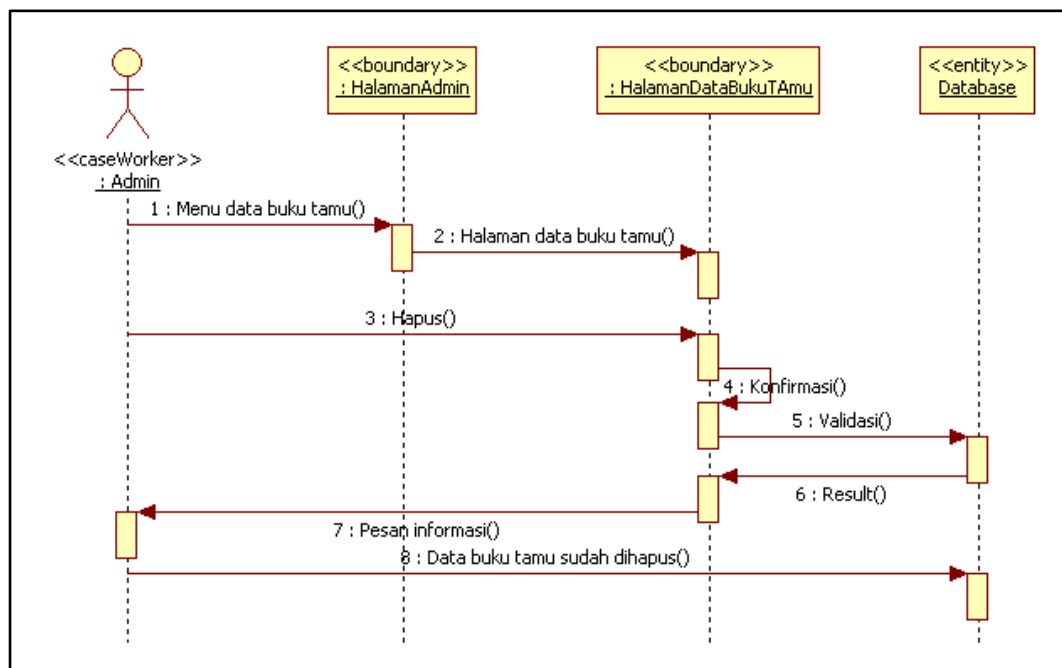 <<boundary>>
: HalamanAdmin
<<boundary>>
: HalamanDataBukuTAmu
<<entity>>
Database
<<caseWorker>>
: Admin
1 : Menu data buku tamu()
2 : Halaman data buku tamu()
3 : Hapus()
4 : Konfirmasi()
5 : Validasi()
6 : Result()
7 : Pesan informasi()
8 : Data buku tamu sudah dihapus()